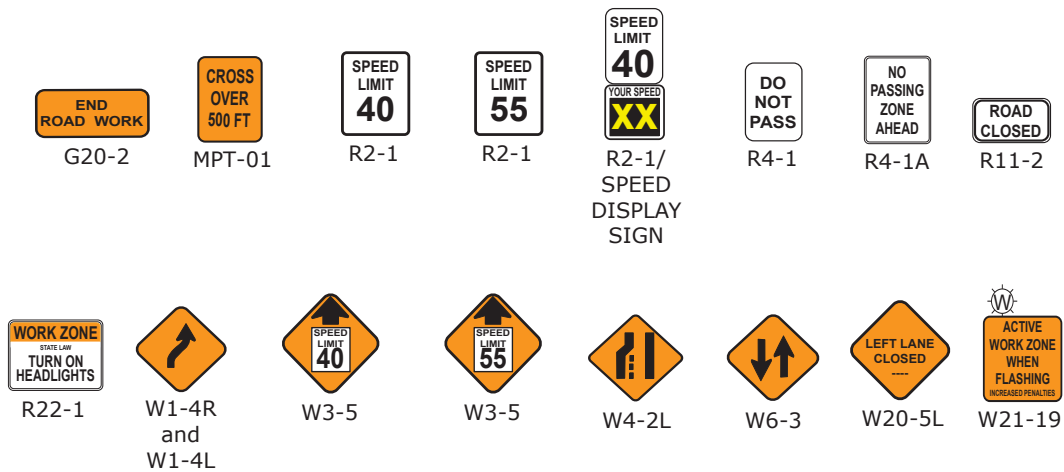 END
ROAD WORK
G20-2
CROSS
OVER
500 FT
MPT-01
SPEED
LIMIT
40
R2-1
SPEED
LIMIT
55
R2-1
SPEED
LIMIT
40
YOUR SPEED
XX
R2-1/
SPEED
DISPLAY
SIGN
DO
NOT
PASS
R4-1
NO
PASSING
ZONE
AHEAD
R4-1A
ROAD
CLOSED
R11-2
WORK ZONE
STATE LAW
TURN ON
HEADLIGHTS
R22-1
W1-4R
and
W1-4L
SPEED
LIMIT
40
W3-5
SPEED
LIMIT
55
W3-5
W4-2L
W6-3
LEFT LANE
CLOSED
----
W20-5L
W
ACTIVE
WORK ZONE
WHEN
FLASHING
INCREASED PENALTIES
W21-19